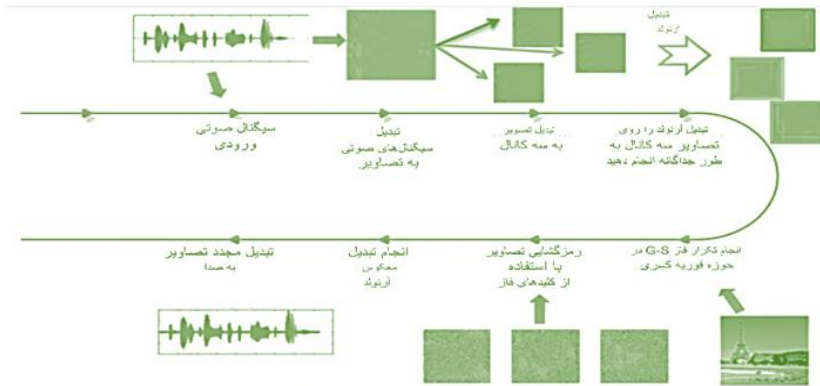 تبدیل
آرنولد
سیگنال صوتی
ورودی
تبدیل
سیگنال‌های صوتی
به تصاویر
تبدیل تصویر
به سه کانال
تبدیل آرنولد را روی
تصاویر سه کانال به
طور جداگانه انجام دهید
انجام تکرار فاز G-S در
حوزه فوریه کسری
رمزگشایی تصاویر
با استفاده
از کلیدهای فاز
انجام تبدیل
معکوس
آرنولد
تبدیل مجدد تصاویر
به صدا